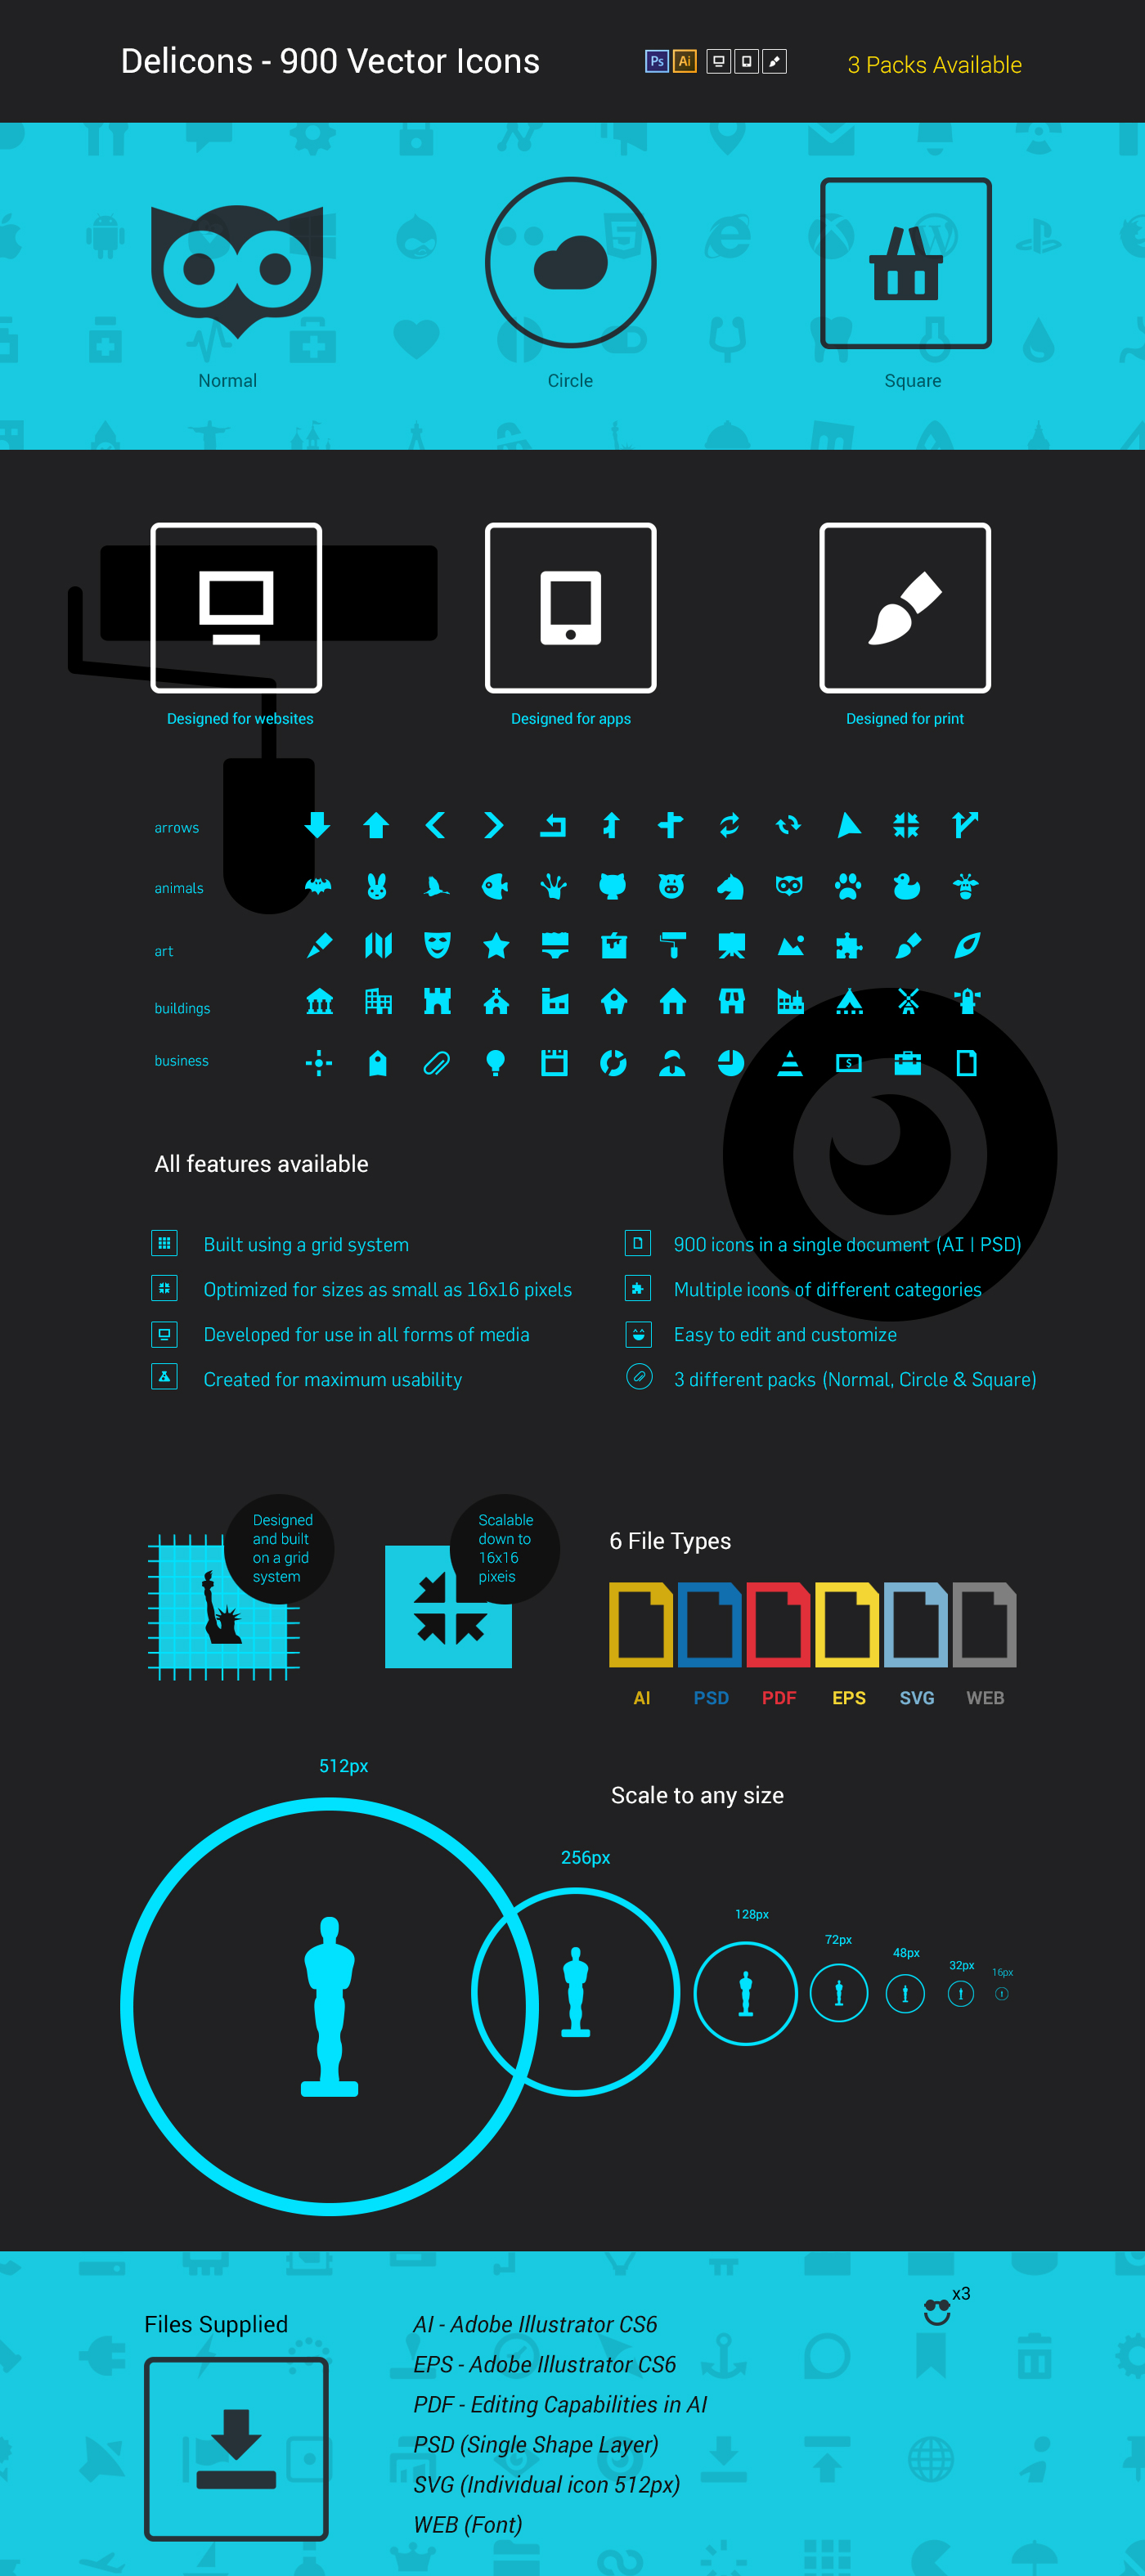 Delicons - 900 Vector Icons
Ps Ai
3 Packs Available
Normal
Circle
Square
Designed for websites
Designed for apps
Designed for print
arrows
animals
art
buildings
business
All features available
Built using a grid system
Optimized for sizes as small as 16x16 pixels
Developed for use in all forms of media
Created for maximum usability
900 icons in a single document (AI | PSD)
Multiple icons of different categories
Easy to edit and customize
3 different packs (Normal, Circle & Square)
Designed
and built
on a grid
system
Scalable
down to
16x16
pixels
6 File Types
AI
PSD
PDF
EPS
SVG
WEB
512px
Scale to any size
256px
128px
72px
48px
32px
16px
x3
Files Supplied
AI - Adobe Illustrator CS6
EPS - Adobe Illustrator CS6
PDF - Editing Capabilities in AI
PSD (Single Shape Layer)
SVG (Individual icon 512px)
WEB (Font)